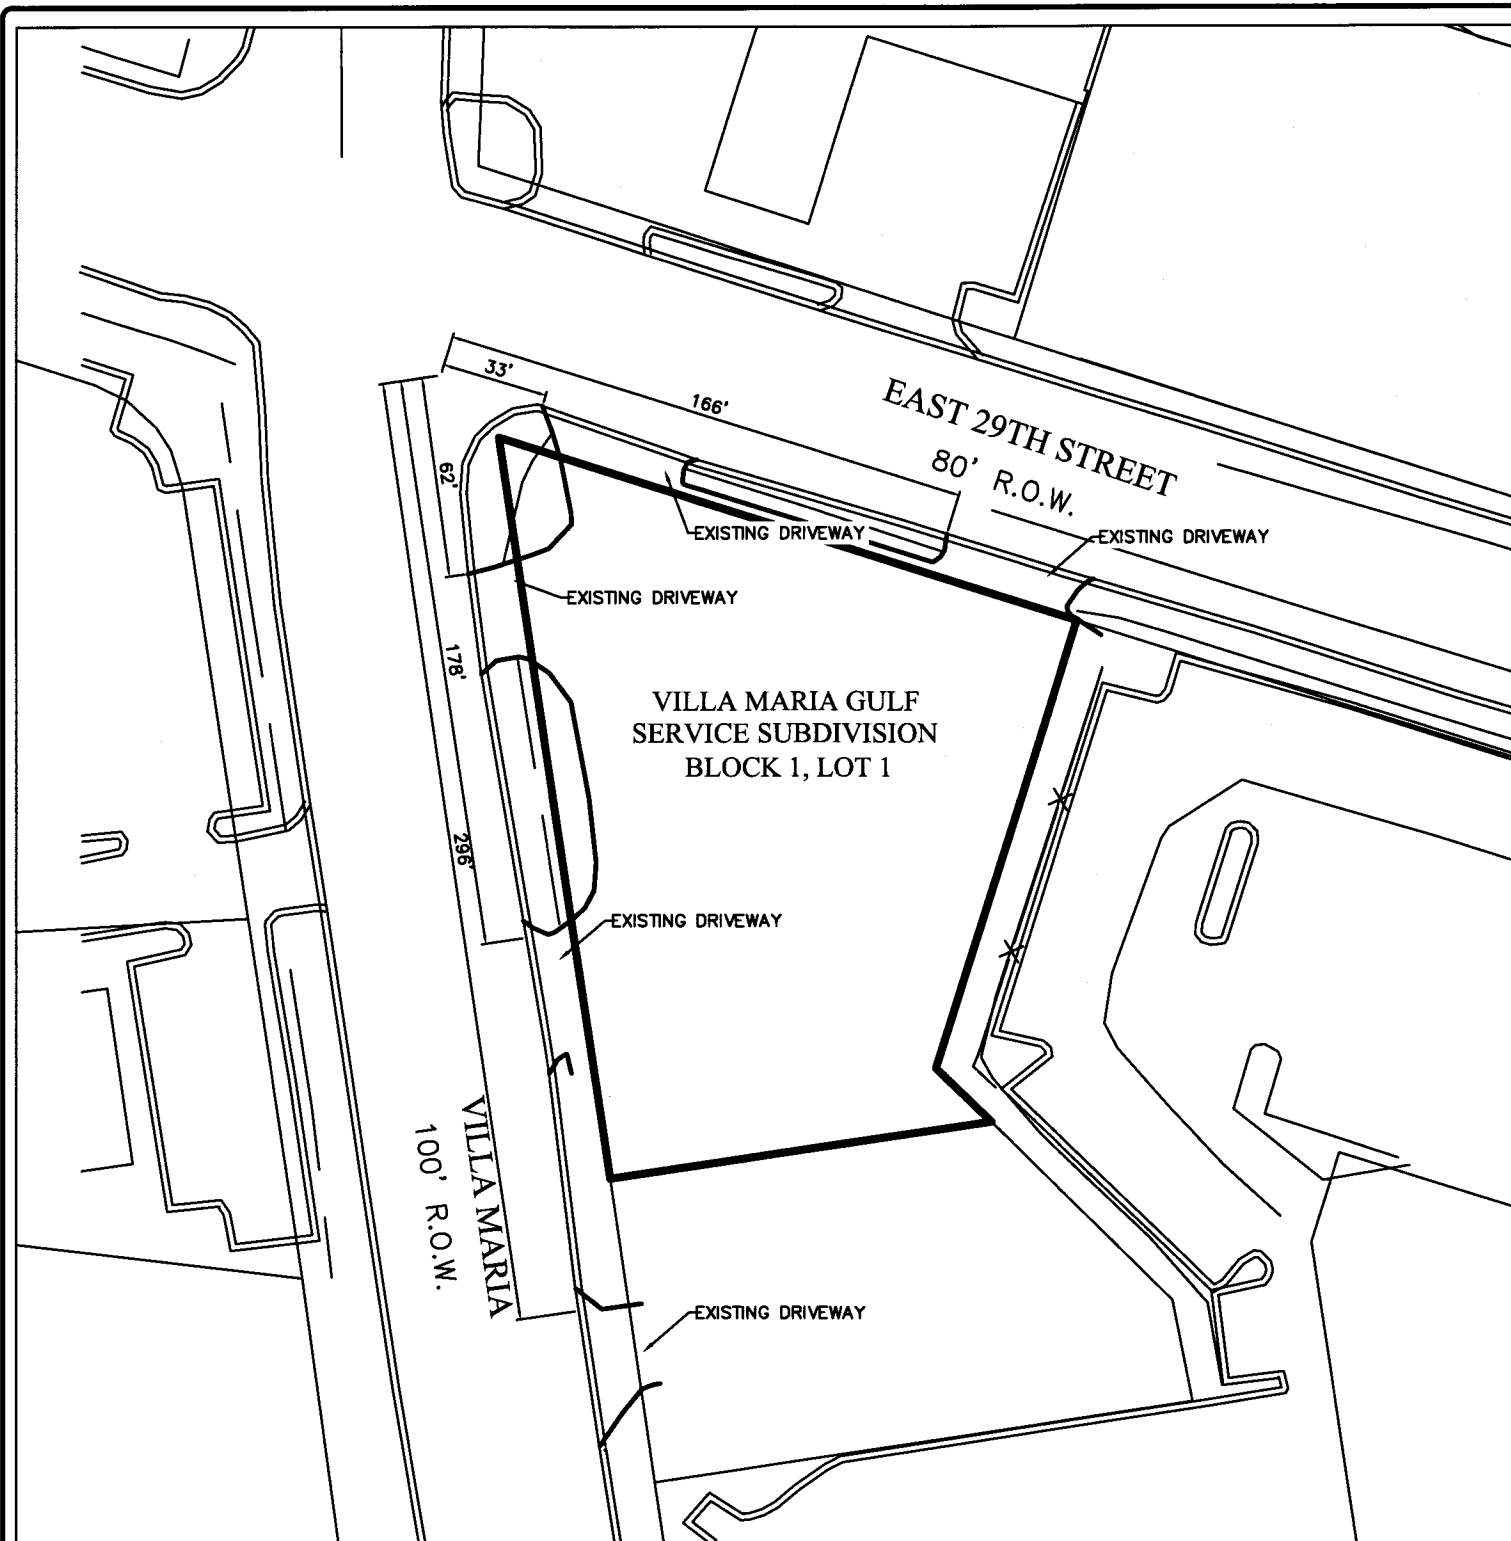 33'
166'
EAST 29TH STREET
80' R.O.W.
62'
EXISTING DRIVEWAY
EXISTING DRIVEWAY
EXISTING DRIVEWAY
178'
VILLA MARIA GULF
SERVICE SUBDIVISION
BLOCK 1, LOT 1
296'
EXISTING DRIVEWAY
VILLA MARIA
100' R.O.W.
EXISTING DRIVEWAY